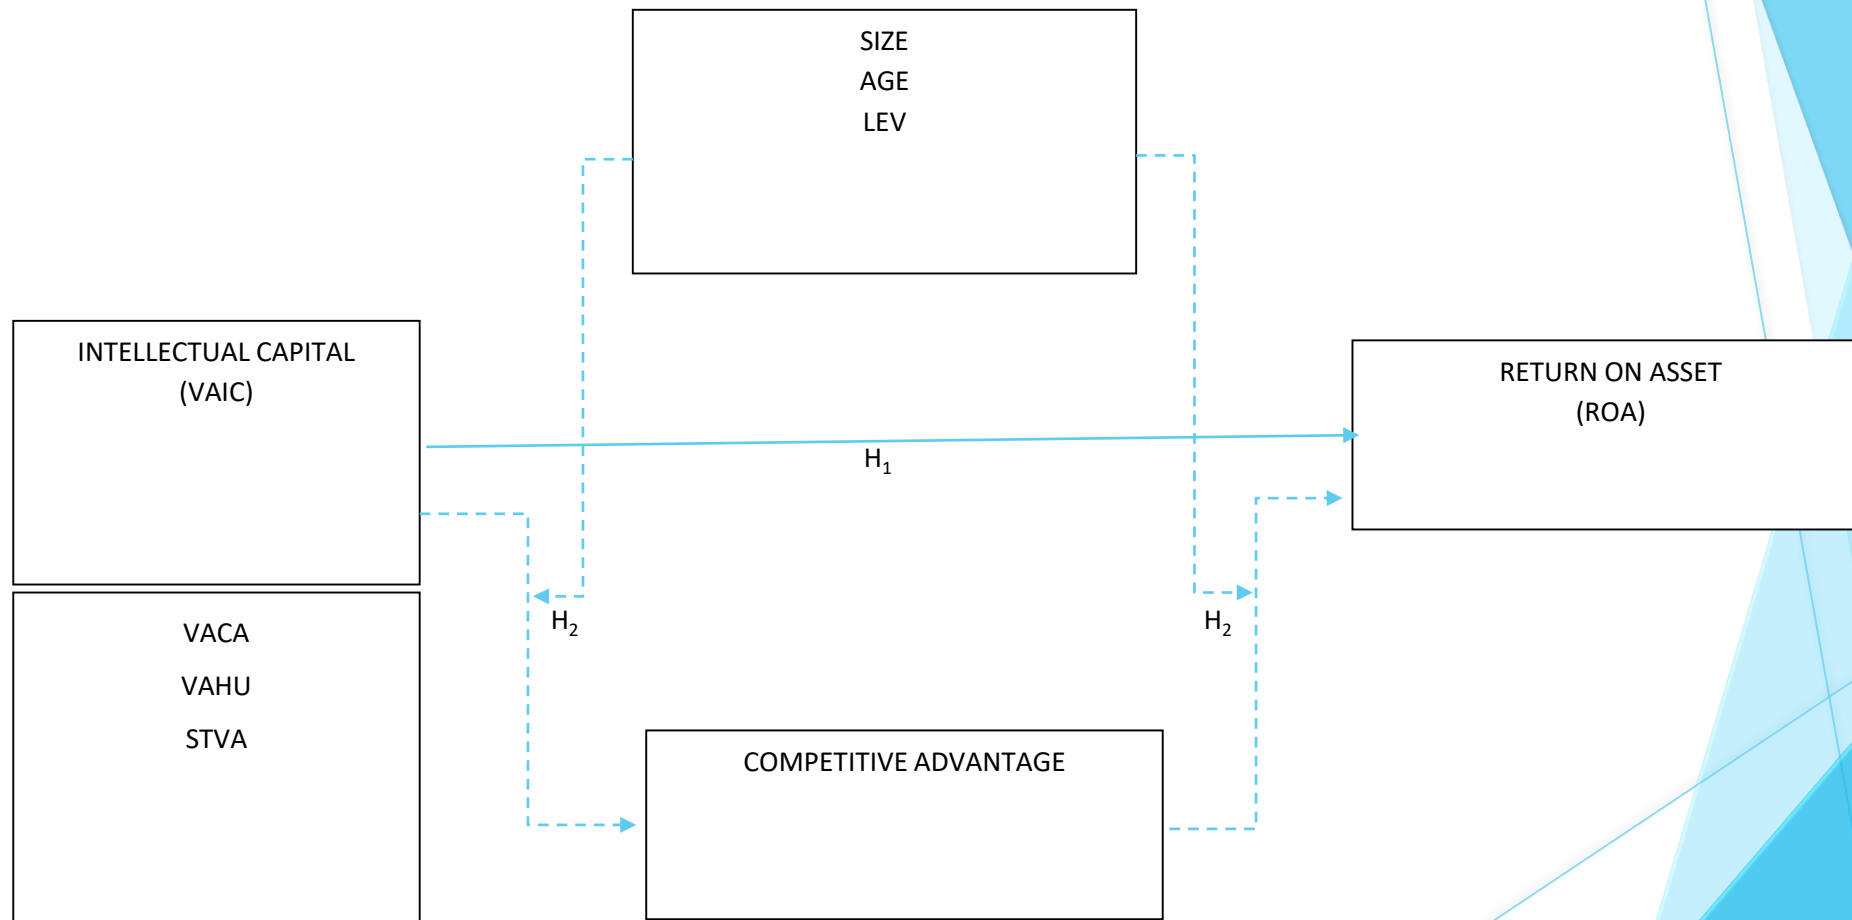 SIZE
AGE
LEV
INTELLECTUAL CAPITAL
(VAIC)
RETURN ON ASSET
(ROA)
H₁
H₂
H₂
VACA
VAHU
STVA
COMPETITIVE ADVANTAGE